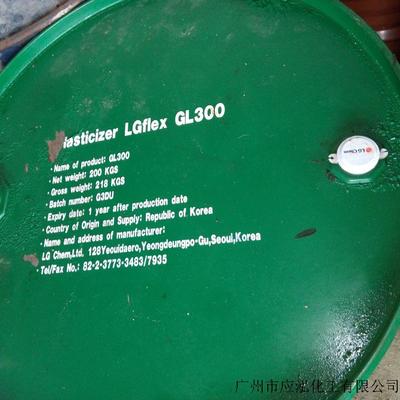 lasticizer LGflex GL300
· Name of product: GL300
· Net weight: 200 KGS
· Gross weight: 218 KGS
· Batch number: G3DU
· Expiry date: 1 year after production date
· Country of Origin and Supply: Republic of Korea
· Name and address of manufacturer:
LG Chem,Ltd. 128Yeouidaero,Yeongdeungpo-Gu,Seoul,Korea
· Tel/Fax No.: 82-2-3773-3483/7935
LG Chem
广州市应泓化工有限公司